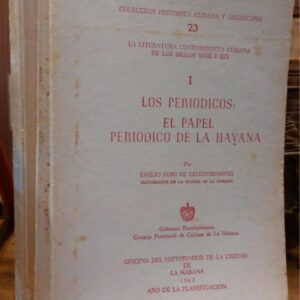 COLECCION HISTORICA CUBANA Y AMERICANA
23
LA LITERATURA COSTUMBRISTA CUBANA
DE LOS SIGLOS XVIII Y XIX
I
LOS PERIODICOS:
EL PAPEL
PERIODICO DE LA HAVANA
Por
EMILIO ROIG DE LEUCHSENRING
HISTORIADOR DE LA CIUDAD DE LA HABANA
Gobierno Revolucionario
Consejo Provincial de Cultura de La Habana
OFICINA DEL HISTORIADOR DE LA CIUDAD
DE
LA HABANA
1962
AÑO DE LA PLANIFICACION